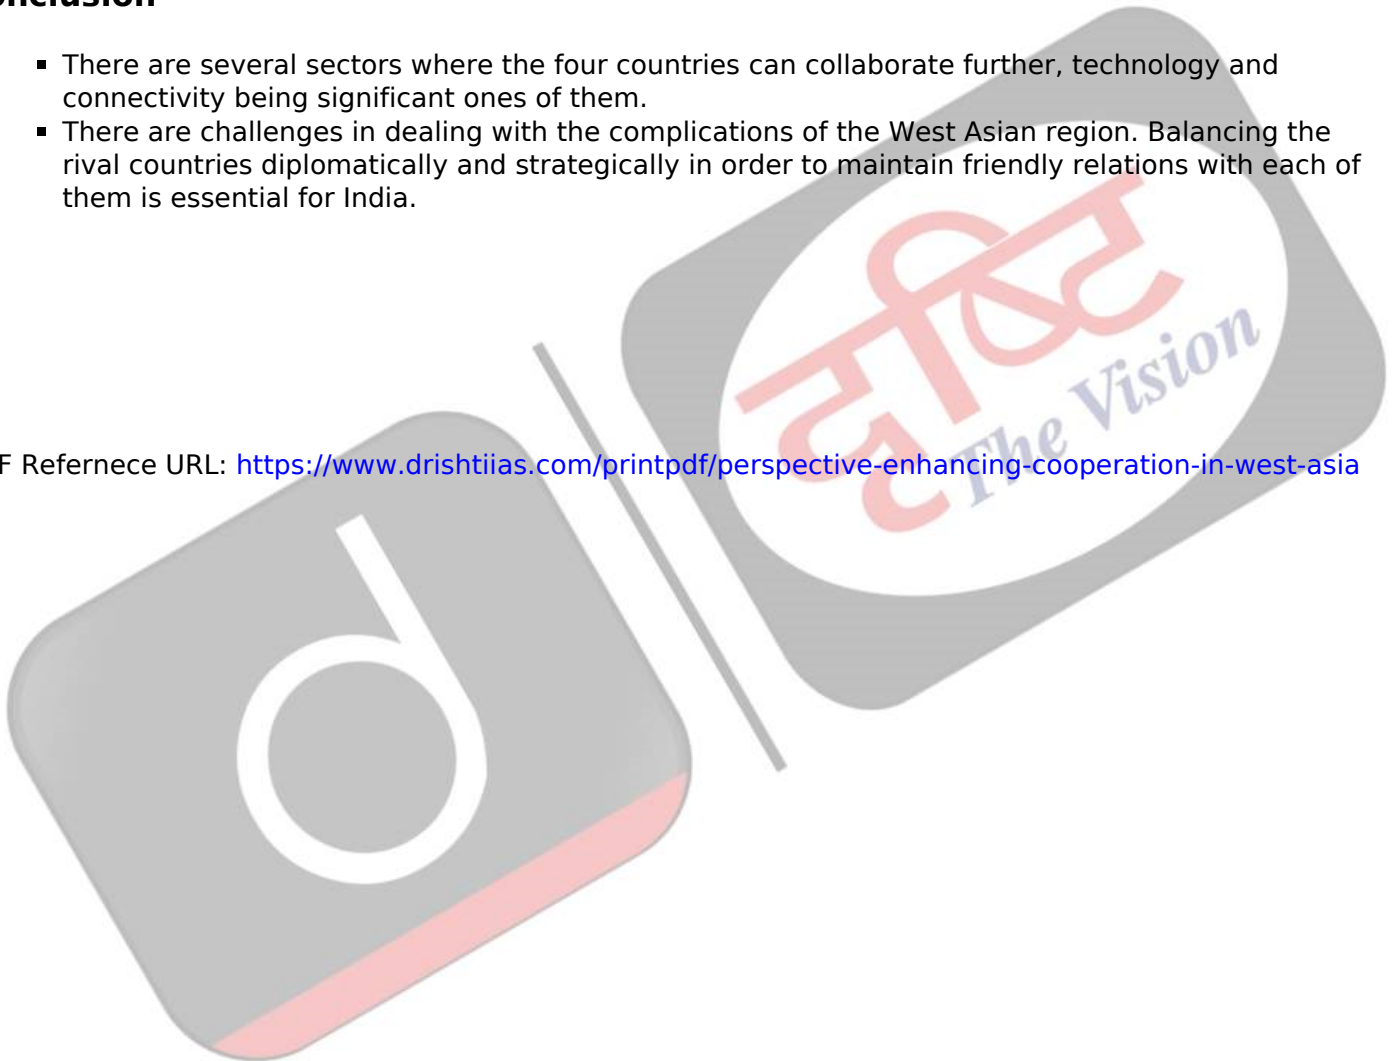 onclusion
▪ There are several sectors where the four countries can collaborate further, technology and
connectivity being significant ones of them.
▪ There are challenges in dealing with the complications of the West Asian region. Balancing the
rival countries diplomatically and strategically in order to maintain friendly relations with each of
them is essential for India.
दृष्टि
The Vision
F Refernece URL: https://www.drishtiias.com/printpdf/perspective-enhancing-cooperation-in-west-asia
d